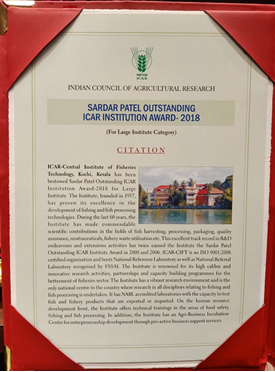 INDIAN COUNCIL OF AGRICULTURAL RESEARCH
SARDAR PATEL OUTSTANDING
ICAR INSTITUTION AWARD- 2018
(For Large Institute Category)
CITATION
ICAR-Central Institute of Fisheries
Technology, Kochi, Kerala has been
bestowed Sardar Patel Outstanding ICAR
Institution Award-2018 for Large
Institute. The Institute, founded in 1957,
has proven its excellence in the
development of fishing and fish processing
technologies. During the last 60 years, the
Institute has made commendable
scientific contributions in the fields of fish harvesting, processing, packaging, quality
assurance, neutraceuticals, fishery waste utilisation etc. This excellent track record in R&D
endeavours and extension activities has twice earned the Institute the Sardar Patel
Outstanding ICAR Institute Award in 2000 and 2006. ICAR-CIFT is an ISO 9001:2008
certified organisation and hosts National Reference Laboratory as well as National Referral
Laboratory recognized by FSSAI. The Institute is renowned for its high calibre and
innovative research activities, partnerships and capacity building programmes for the
betterment of fisheries sector. The Institute has a vibrant research environment and is the
only national centre in the country where research in all disciplines relating to fishing and
fish processing is undertaken. It has NABL accredited laboratories with the capacity to test
fish and fishery products that are exported or imported. On the human resource
development front, the Institute offers technical trainings in the areas of food safety,
fishing and fish processing. In addition, the Institute has an Agri-Business Incubation
Centre for entrepreneurship development through pro-active business support services.